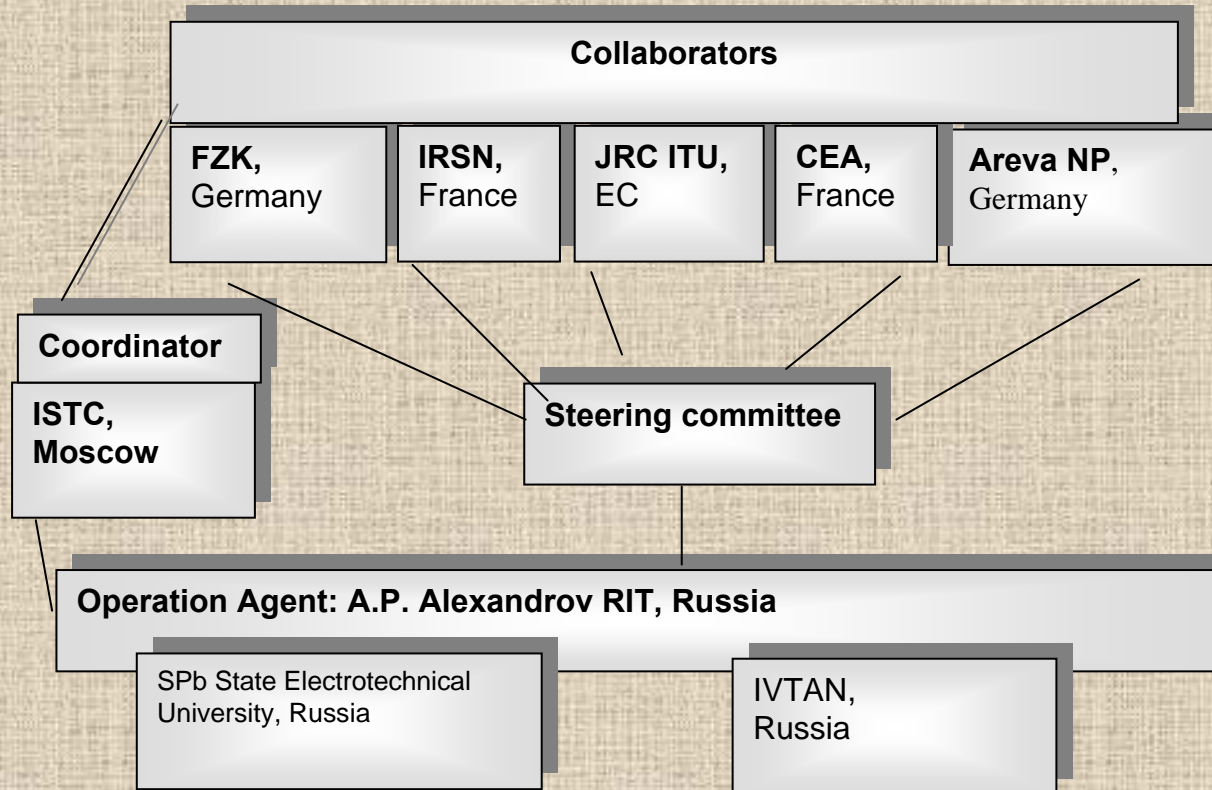 Collaborators
FZK,
Germany
IRSN,
France
JRC ITU,
EC
CEA,
France
Areva NP,
Germany
Coordinator
ISTC,
Moscow
Steering committee
Operation Agent: A.P. Alexandrov RIT, Russia
SPb State Electrotechnical
University, Russia
IVTAN,
Russia